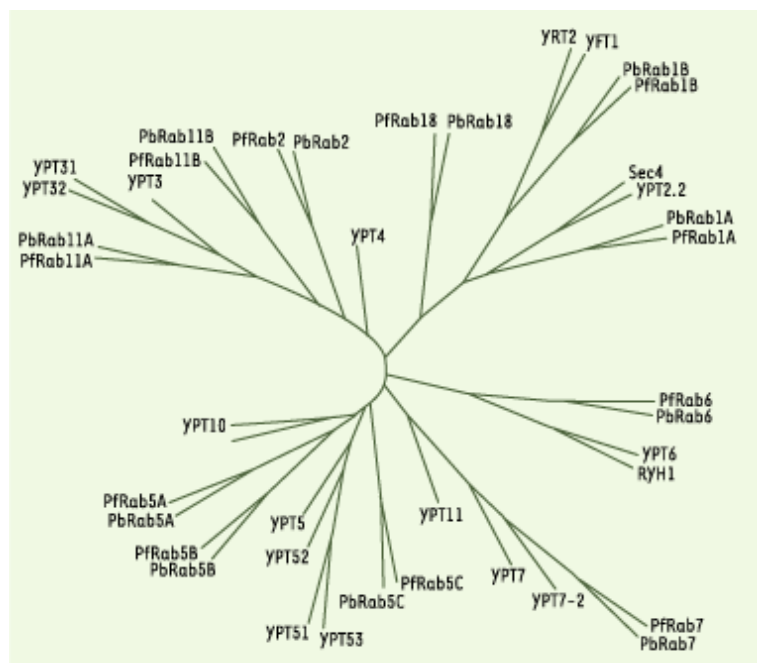 yRT2 yFT1
PbRab1B
PfRab1B
PfRab18 PbRab18
PbRab11B
PfRab2 PbRab2
PfRab11B
yPT31
yPT32
yPT3
Sec4
yPT2.2
PbRab1A
PfRab1A
yPT4
PbRab11A
PfRab11A
PfRab6
PbRab6
yPT10
yPT6
RyH1
PfRab5A
PbRab5A
yPT5
yPT11
PfRab5B
PbRab5B
yPT52
yPT7
PfRab5C
PbRab5C
yPT7-2
yPT51 yPT53
PfRab7
PbRab7